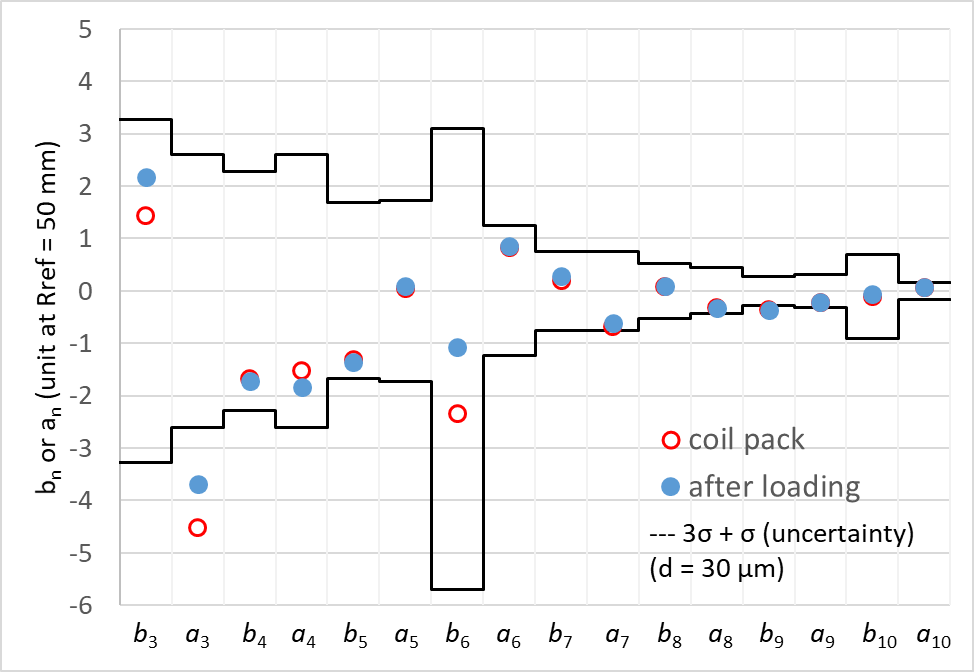 5
4
3
2
1
0
-1
-2
-3
-4
-5
-6
bn or an (unit at Rref = 50 mm)
coil pack
after loading
--- 3σ + σ (uncertainty)
(d = 30 µm)
b3 a3 b4 a4 b5 a5 b6 a6 b7 a7 b8 a8 b9 a9 b10 a10